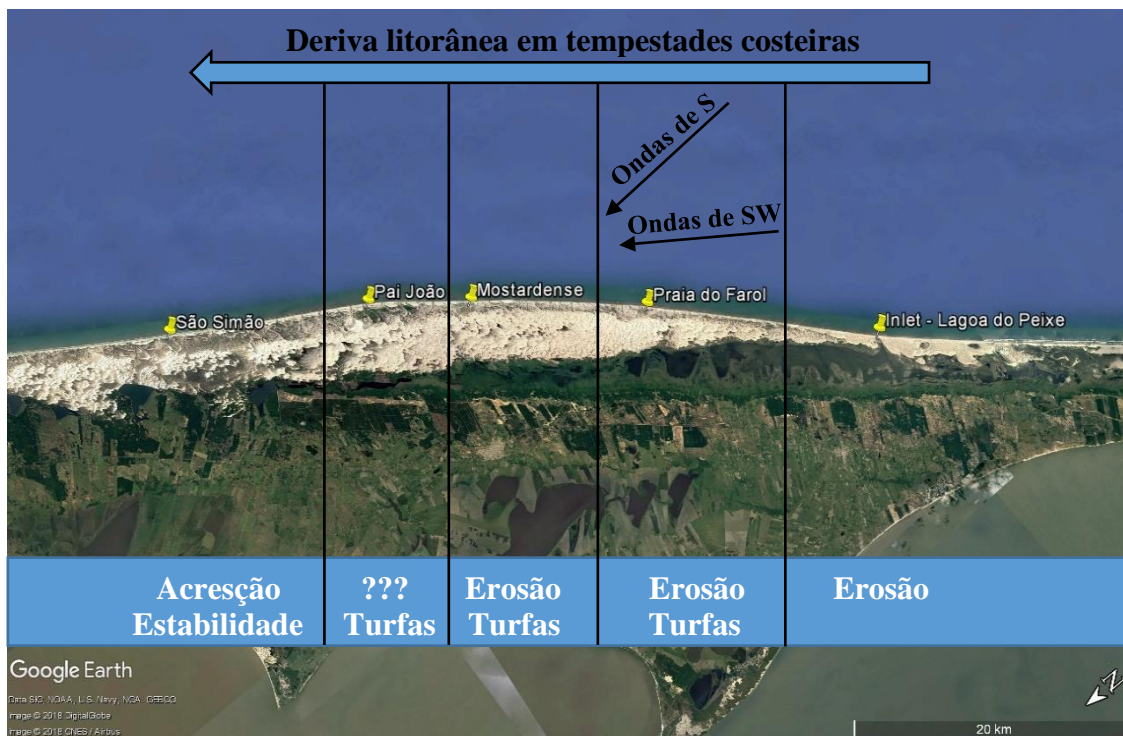 Deriva litorânea em tempestades costeiras
Ondas de S
Ondas de SW
Pai João
Mostardense
Praia do Farol
São Simão
Inlet - Lagoa do Peixe
Acresção
Estabilidade
???
Turfas
Erosão
Turfas
Erosão
Turfas
Erosão
Google Earth
Data SIO, NOAA, U.S. Navy, NGA, GEBCO
Image © 2018 DigitalGlobe
Image © 2018 CNES / Airbus
N
20 km